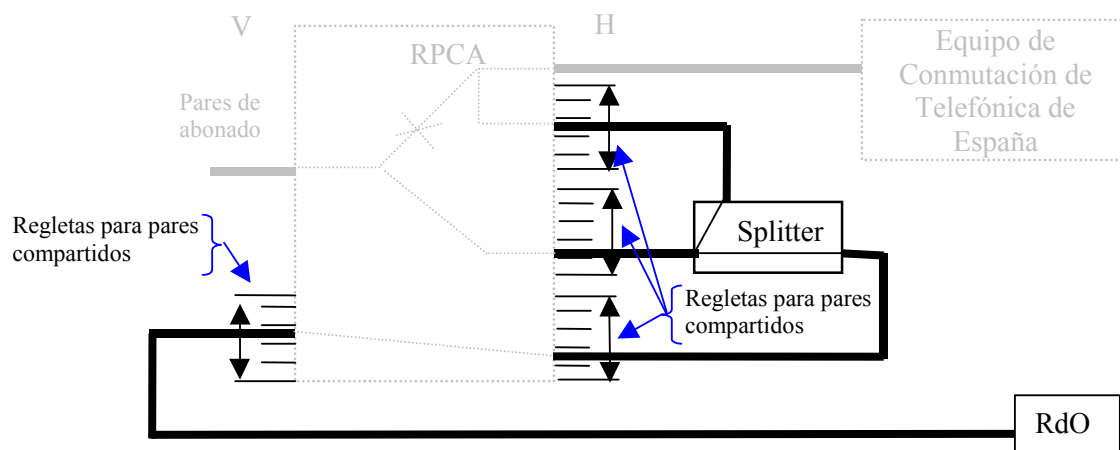 V
H
RPCA
Equipo de
Conmutación de
Telefónica de
España
Pares de
abonado
Regletas para pares
compartidos
Splitter
Regletas para pares
compartidos
RdO